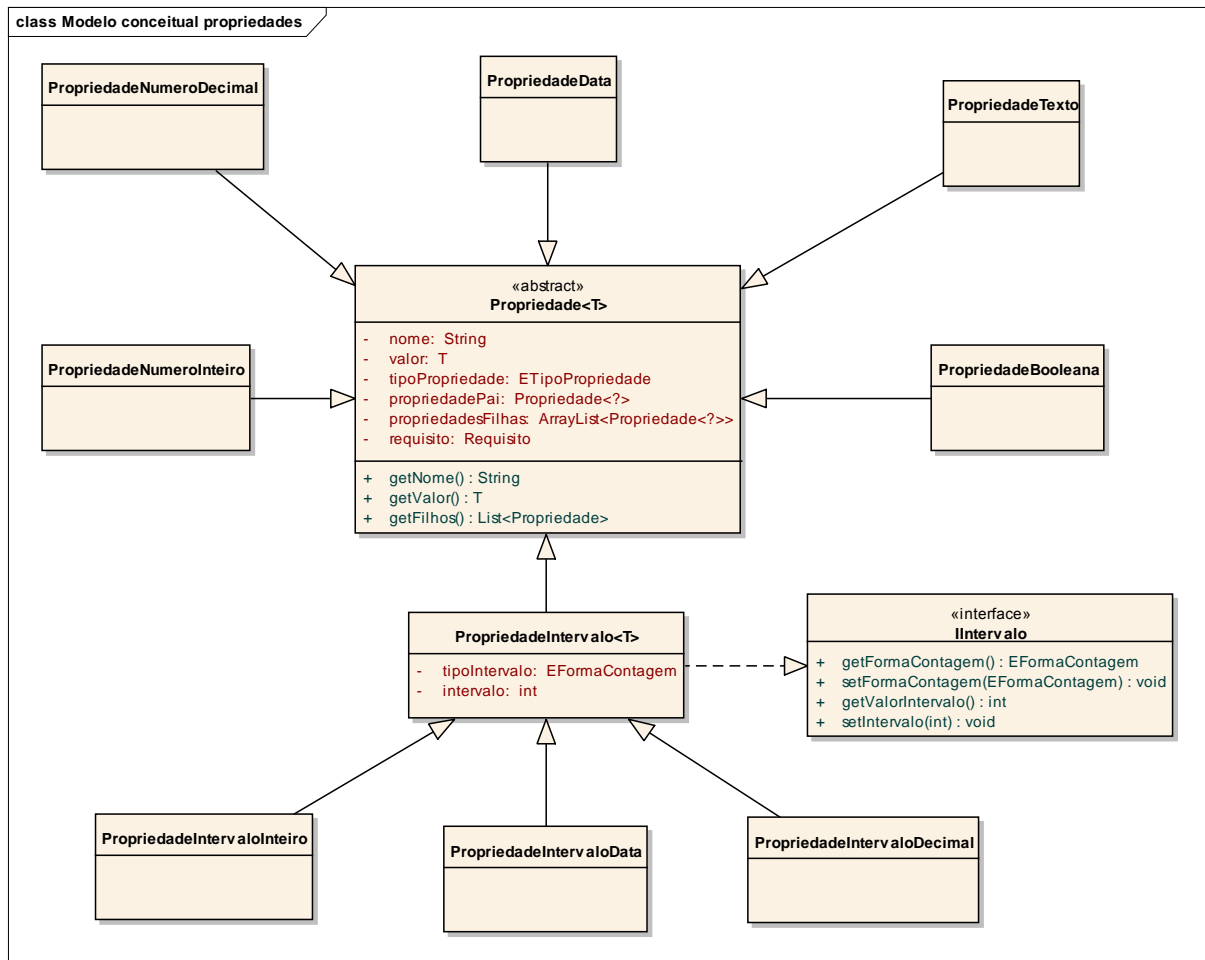 class Modelo conceitual propriedades
PropriedadeNumeroDecimal
PropriedadeData
PropriedadeTexto
«abstract»
Propriedade<T>
- nome: String
- valor: T
- tipoPropriedade: ETipoPropriedade
- propriedadePai: Propriedade<?>
- propriedadesFilhas: ArrayList<Propriedade<?>>
- requisito: Requisito
+ getNome() : String
+ getValor() : T
+ getFilhos() : List<Propriedade>
PropriedadeNumeroInteiro
PropriedadeBooleana
PropriedadeIntervalo<T>
- tipoIntervalo: EFormaContagem
- intervalo: int
«interface»
IIntervalo
+ getFormaContagem() : EFormaContagem
+ setFormaContagem(EFormaContagem) : void
+ getValorIntervalo() : int
+ setIntervalo(int) : void
PropriedadeIntervaloInteiro
PropriedadeIntervaloData
PropriedadeIntervaloDecimal